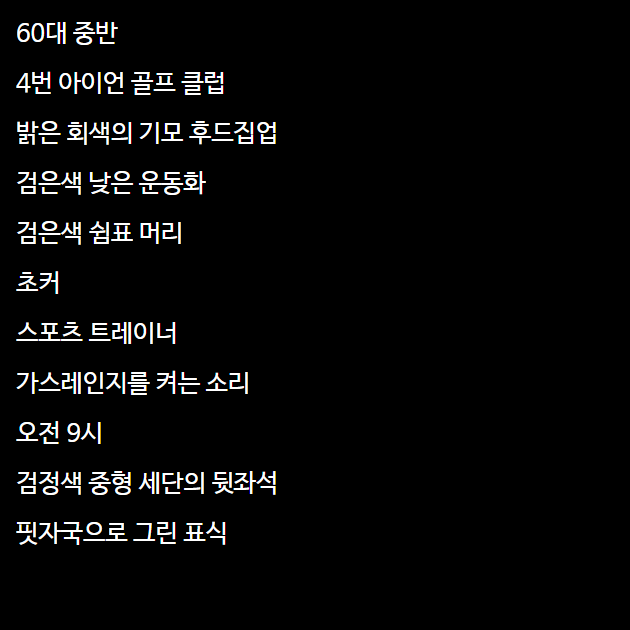 60대 중반
4번 아이언 골프 클럽
밝은 회색의 기모 후드집업
검은색 낮은 운동화
검은색 쉼표 머리
초커
스포츠 트레이너
가스레인지를 켜는 소리
오전 9시
검정색 중형 세단의 뒷좌석
핏자국으로 그린 표식